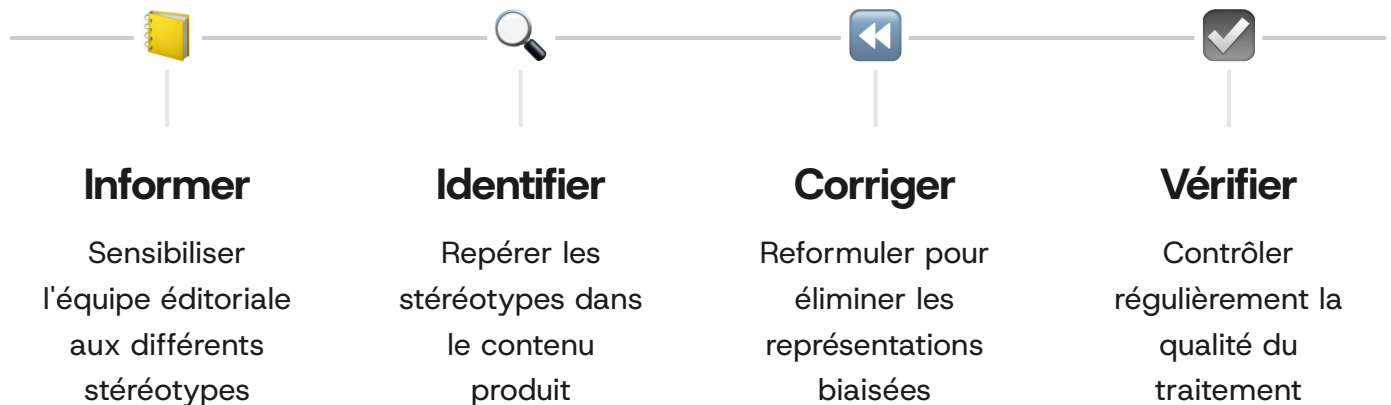 Informer
Sensibiliser
l'équipe éditoriale
aux différents
stéréotypes
Identifier
Repérer les
stéréotypes dans
le contenu
produit
Corriger
Reformuler pour
éliminer les
représentations
biaisées
Vérifier
Contrôler
régulièrement la
qualité du
traitement